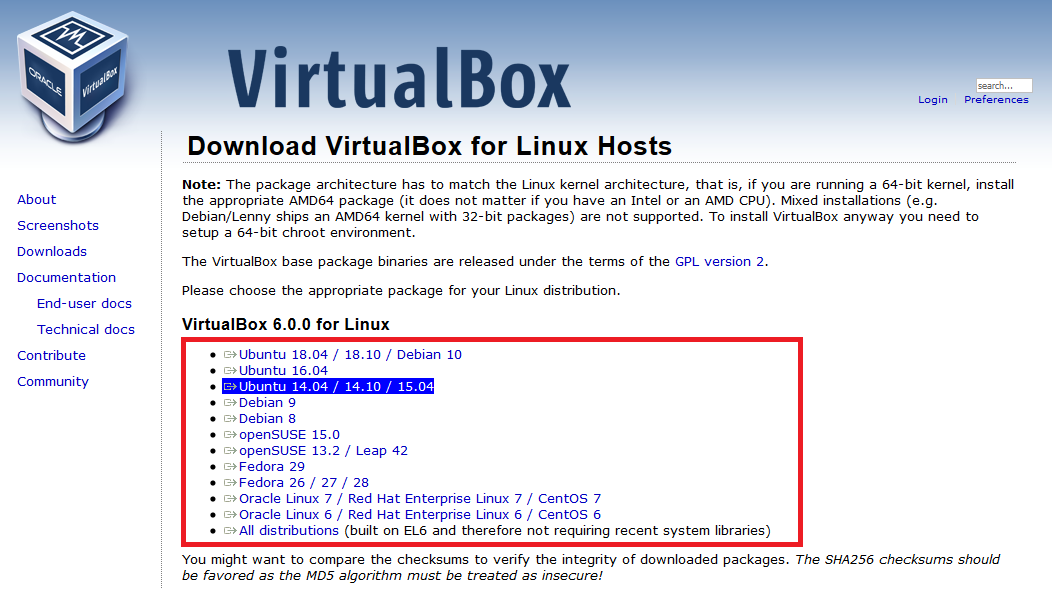 ORACLE
VirtualBox
VirtualBox
search...
Login Preferences
Download VirtualBox for Linux Hosts
About
Screenshots
Downloads
Documentation
End-user docs
Technical docs
Contribute
Community
Note: The package architecture has to match the Linux kernel architecture, that is, if you are running a 64-bit kernel, install
the appropriate AMD64 package (it does not matter if you have an Intel or an AMD CPU). Mixed installations (e.g.
Debian/Lenny ships an AMD64 kernel with 32-bit packages) are not supported. To install VirtualBox anyway you need to
setup a 64-bit chroot environment.
The VirtualBox base package binaries are released under the terms of the GPL version 2.
Please choose the appropriate package for your Linux distribution.
VirtualBox 6.0.0 for Linux
Ubuntu 18.04 / 18.10 / Debian 10
Ubuntu 16.04
Ubuntu 14.04 / 14.10 / 15.04
Debian 9
Debian 8
openSUSE 15.0
openSUSE 13.2 / Leap 42
Fedora 29
Fedora 26 / 27 / 28
Oracle Linux 7 / Red Hat Enterprise Linux 7 / CentOS 7
Oracle Linux 6 / Red Hat Enterprise Linux 6 / CentOS 6
All distributions (built on EL6 and therefore not requiring recent system libraries)
You might want to compare the checksums to verify the integrity of downloaded packages. The SHA256 checksums should
be favored as the MD5 algorithm must be treated as insecure!